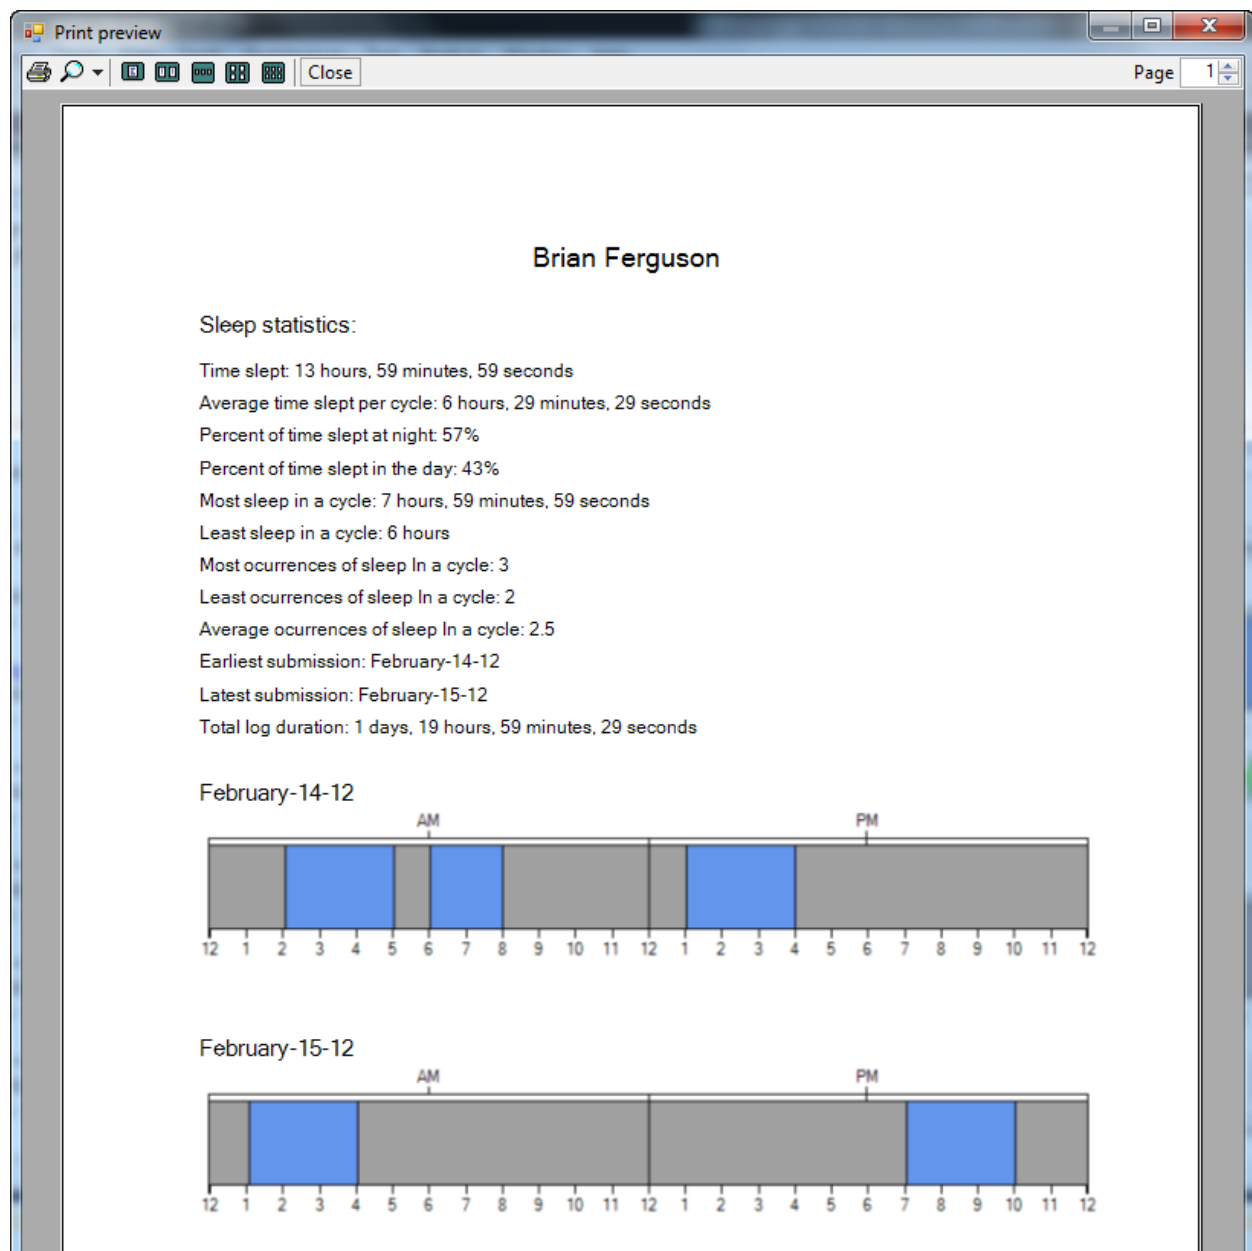 Print preview
Close
Page 1
Brian Ferguson
Sleep statistics:
Time slept: 13 hours, 59 minutes, 59 seconds
Average time slept per cycle: 6 hours, 29 minutes, 29 seconds
Percent of time slept at night: 57%
Percent of time slept in the day: 43%
Most sleep in a cycle: 7 hours, 59 minutes, 59 seconds
Least sleep in a cycle: 6 hours
Most ocurrences of sleep In a cycle: 3
Least ocurrences of sleep In a cycle: 2
Average ocurrences of sleep In a cycle: 2.5
Earliest submission: February-14-12
Latest submission: February-15-12
Total log duration: 1 days, 19 hours, 59 minutes, 29 seconds
February-14-12
AM PM
12 1 2 3 4 5 6 7 8 9 10 11 12 1 2 3 4 5 6 7 8 9 10 11 12
February-15-12
AM PM
12 1 2 3 4 5 6 7 8 9 10 11 12 1 2 3 4 5 6 7 8 9 10 11 12